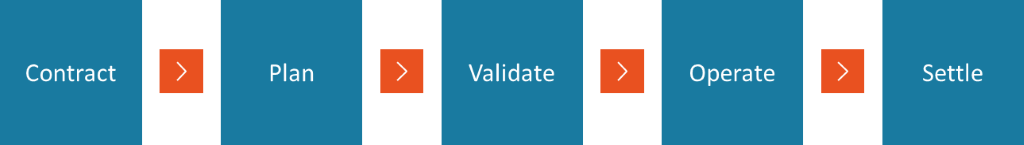 Contract
Plan
Validate
Operate
Settle